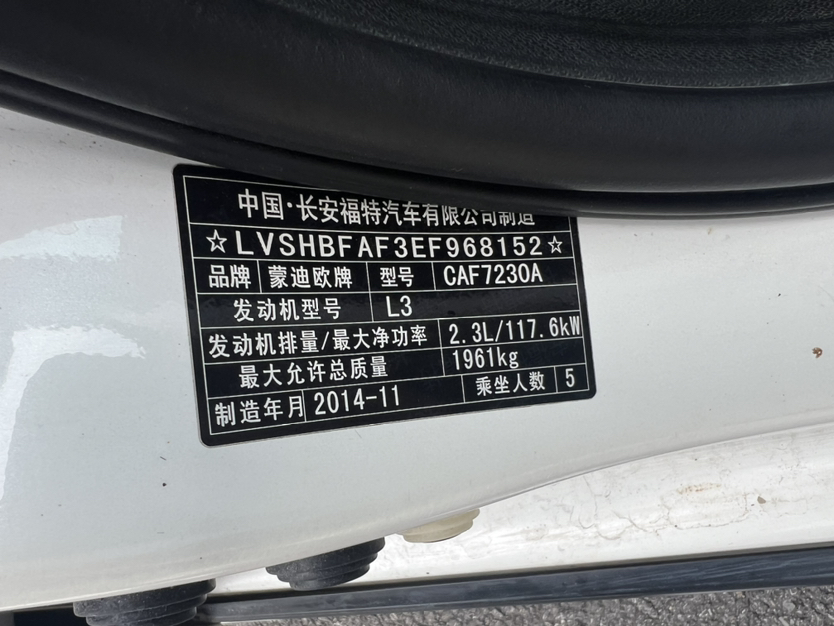 中国·长安福特汽车有限公司制造
☆LVSHBFAF3EF968152☆
品牌 蒙迪欧牌 型号 CAF7230A
发动机型号 L3
发动机排量/最大净功率 2.3L/117.6kW
最大允许总质量 1961kg
制造年月 2014-11 乘坐人数 5